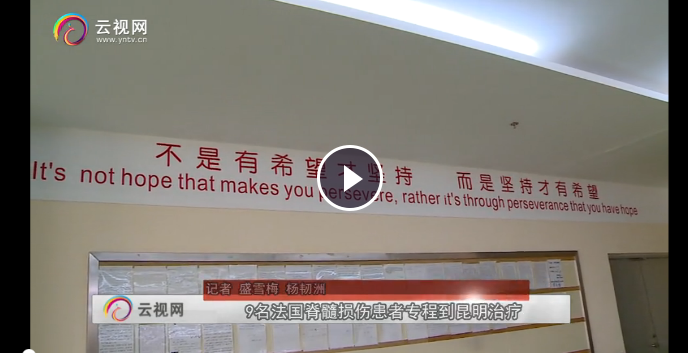 云视网
www.yntv.cn
不是有希望才坚持 而是坚持才有希望
It's not hope that makes you persevere, rather it's through perseverance that you have hope
记者 盛雪梅 杨韧洲
云视网
9名法国脊髓损伤患者专程到昆明治疗